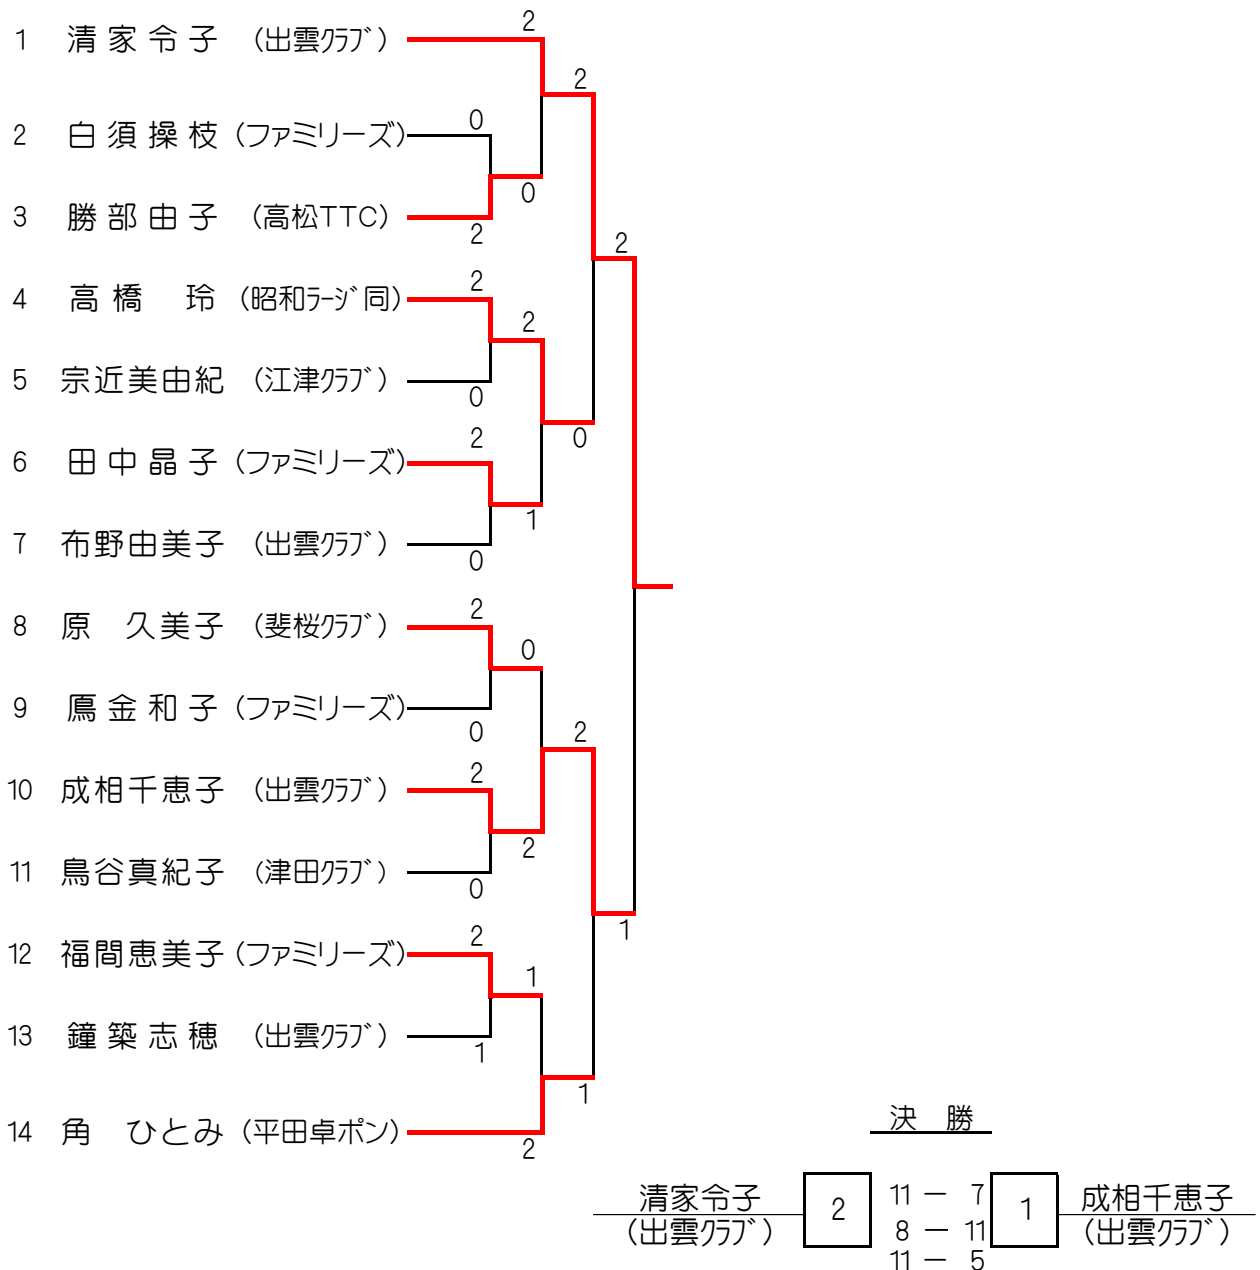 2
1 清家令子 (出雲ｸﾗﾌﾞ)
2
0
2 白須操枝 (ファミリーズ)
0
3 勝部由子 (高松TTC)
2
2
2
4 高橋 玲 (昭和ﾗｰｼﾞ同)
2
5 宗近美由紀 (江津ｸﾗﾌﾞ)
0
2
0
6 田中晶子 (ファミリーズ)
1
7 布野由美子 (出雲ｸﾗﾌﾞ)
0
2
8 原 久美子 (斐桜ｸﾗﾌﾞ)
0
9 鳫金和子 (ファミリーズ)
0
2
2
10 成相千恵子 (出雲ｸﾗﾌﾞ)
2
11 鳥谷真紀子 (津田ｸﾗﾌﾞ)
0
1
2
12 福間恵美子 (ファミリーズ)
1
13 鐘築志穂 (出雲ｸﾗﾌﾞ)
1
1
14 角 ひとみ (平田卓ポン)
2
決 勝
清家令子 2 11 － 7 1 成相千恵子
(出雲ｸﾗﾌﾞ) 8 － 11 (出雲ｸﾗﾌﾞ)
11 － 5